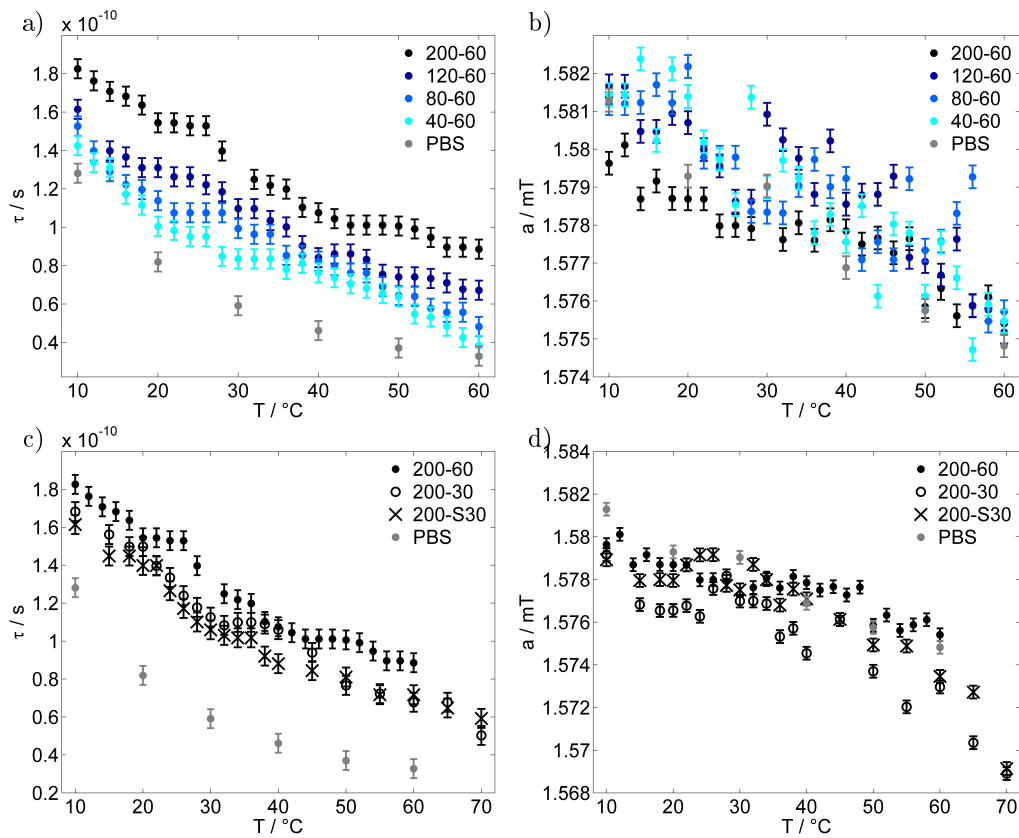 a)
x 10⁻¹⁰
1.8
1.6
1.4
1.2
1.0
0.8
0.6
0.4
τ / s
10 20 30 40 50 60
T / °C
200-60
120-60
80-60
40-60
PBS
b)
1.582
1.581
1.58
1.579
1.578
1.577
1.576
1.575
1.574
a / mT
10 20 30 40 50 60
T / °C
200-60
120-60
80-60
40-60
PBS
c)
x 10⁻¹⁰
1.8
1.6
1.4
1.2
1.0
0.8
0.6
0.4
0.2
τ / s
10 20 30 40 50 60 70
T / °C
200-60
200-30
200-S30
PBS
d)
1.584
1.582
1.58
1.578
1.576
1.574
1.572
1.570
1.568
a / mT
10 20 30 40 50 60 70
T / °C
200-60
200-30
200-S30
PBS